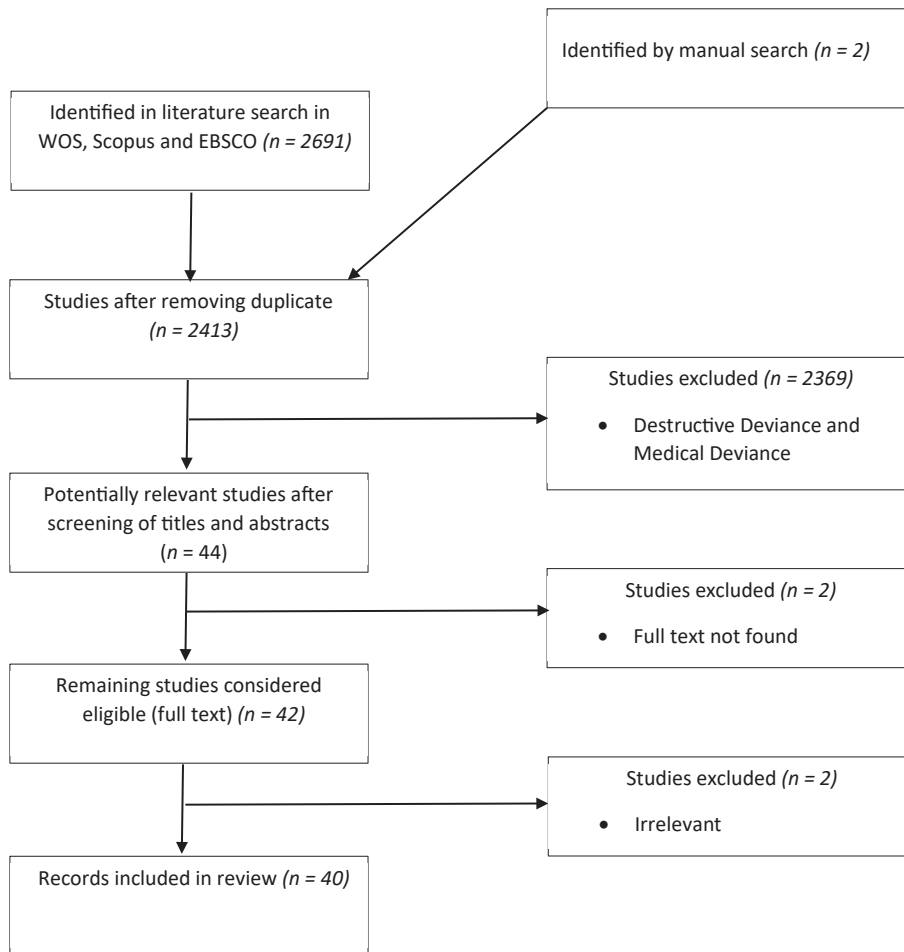 Identified by manual search (n = 2)
Identified in literature search in
WOS, Scopus and EBSCO (n = 2691)
Studies after removing duplicate
(n = 2413)
Studies excluded (n = 2369)
• Destructive Deviance and
Medical Deviance
Potentially relevant studies after
screening of titles and abstracts
(n = 44)
Studies excluded (n = 2)
• Full text not found
Remaining studies considered
eligible (full text) (n = 42)
Studies excluded (n = 2)
• Irrelevant
Records included in review (n = 40)